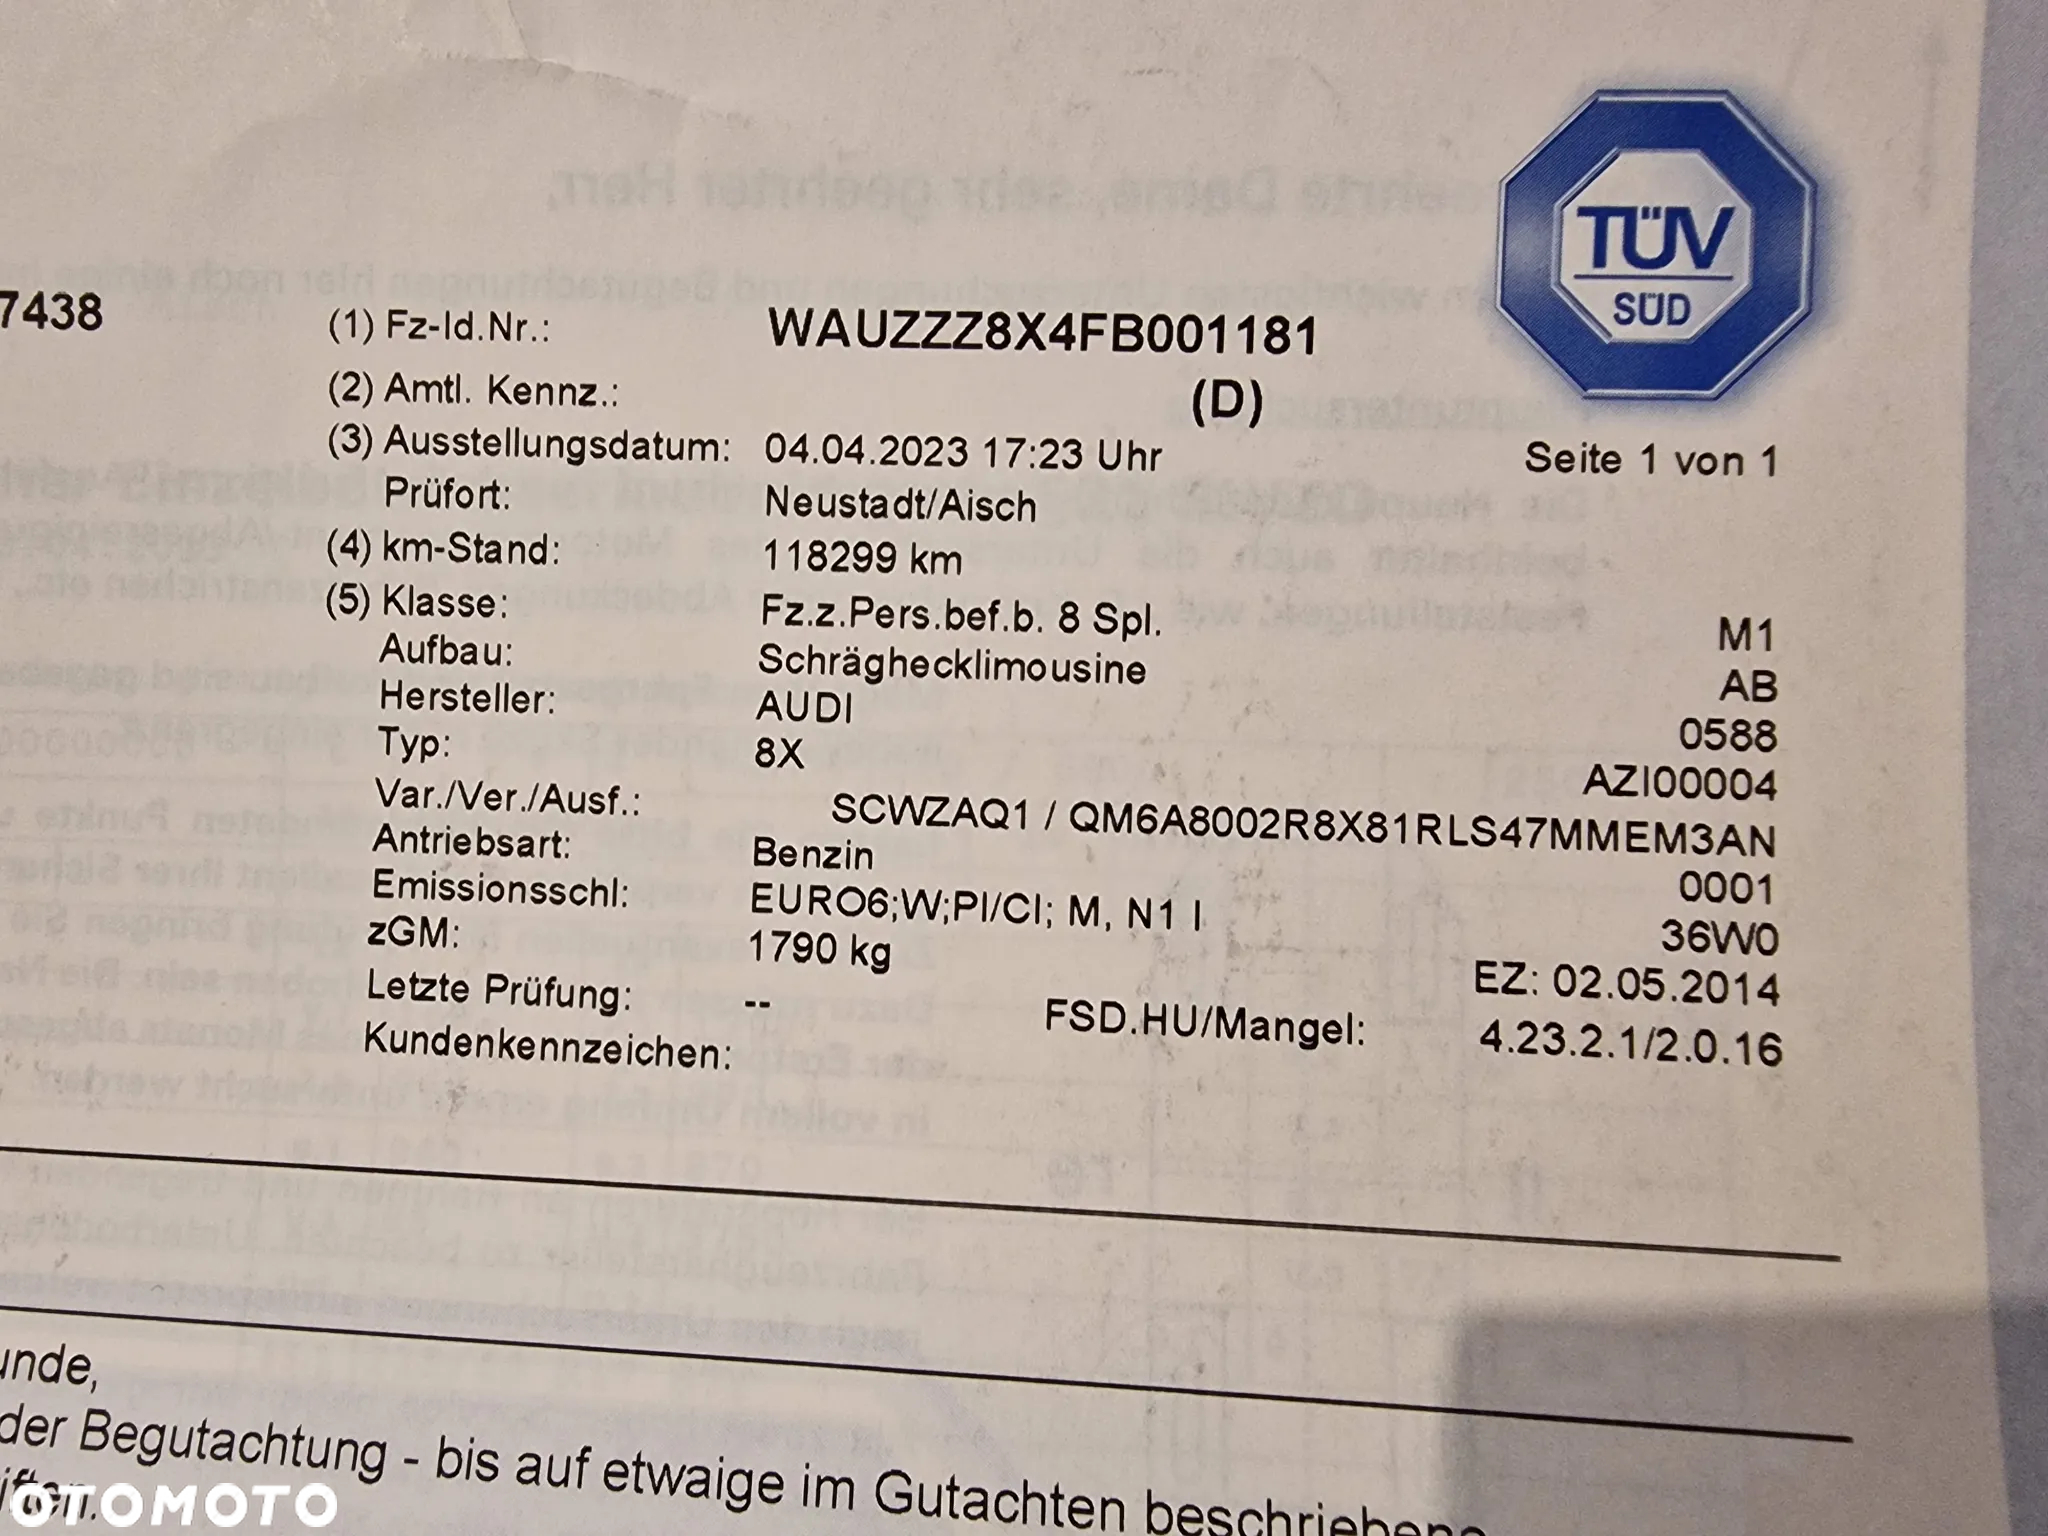 TÜV
SÜD
7438
(1) Fz-Id.Nr.: WAUZZZ8X4FB001181
(2) Amtl. Kennz.: (D)
(3) Ausstellungsdatum: 04.04.2023 17:23 Uhr Seite 1 von 1
Prüfort: Neustadt/Aisch
(4) km-Stand: 118299 km
(5) Klasse: Fz.z.Pers.bef.b. 8 Spl. M1
Aufbau: Schräghecklimousine AB
Hersteller: AUDI 0588
Typ: 8X AZI00004
Var./Ver./Ausf.: SCWZAQ1 / QM6A8002R8X81RLS47MMEM3AN
Antriebsart: Benzin 0001
Emissionsschl: EURO6;W;PI/CI; M, N1 I 36W0
zGM: 1790 kg EZ: 02.05.2014
Letzte Prüfung: -- FSD.HU/Mangel: 4.23.2.1/2.0.16
Kundenkennzeichen:
unde,
der Begutachtung - bis auf etwaige im Gutachten beschriebene
iften.
OTOMOTO